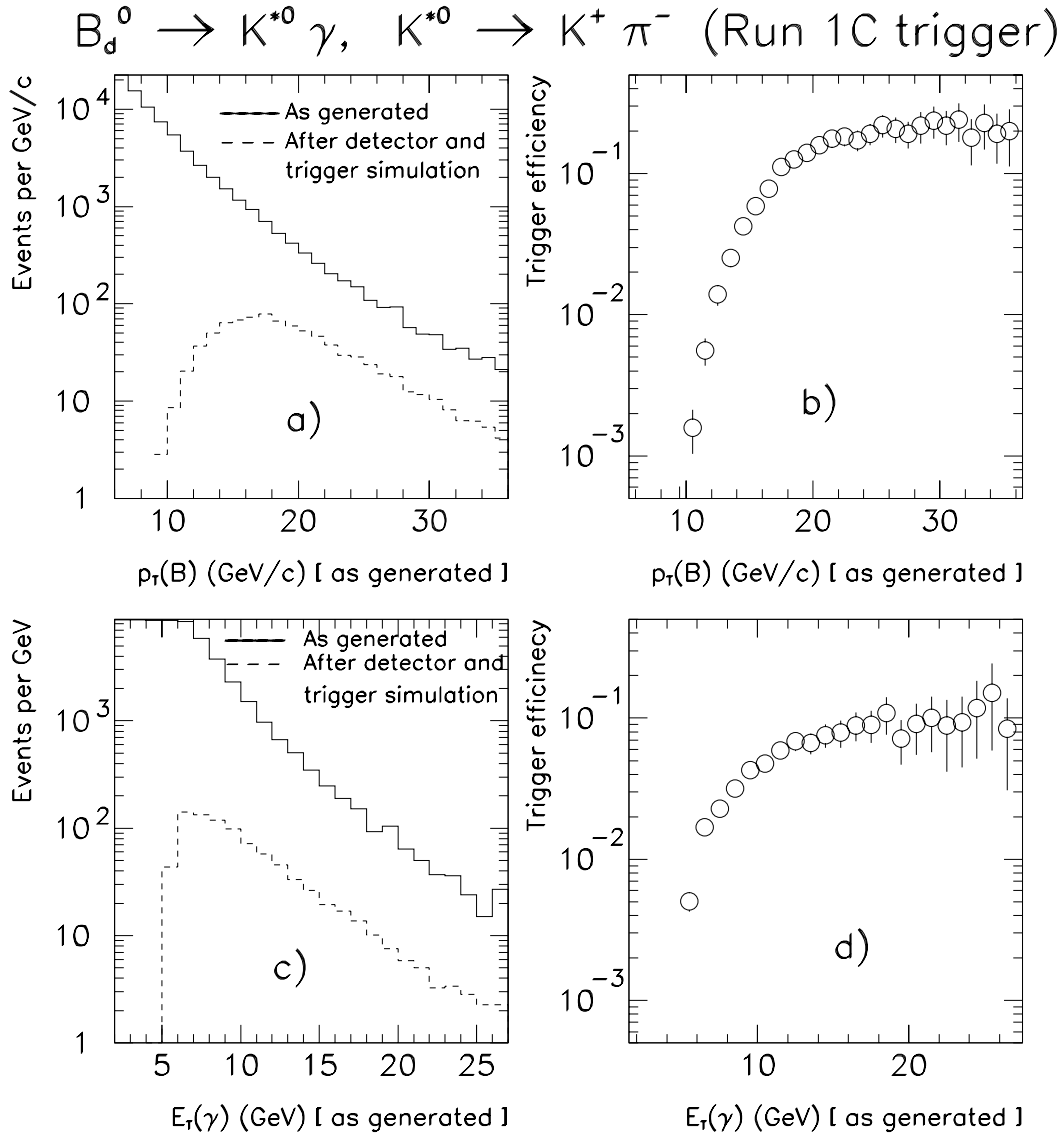 B_d^0 → K^{*0} γ, K^{*0} → K^+ π^- (Run 1C trigger)
Events per GeV/c
10^4
10^3
10^2
10
1
As generated
After detector and
trigger simulation
a)
10 20 30
p_T(B) (GeV/c) [ as generated ]
Trigger efficiency
10^{-1}
10^{-2}
10^{-3}
b)
10 20 30
p_T(B) (GeV/c) [ as generated ]
Events per GeV
10^3
10^2
10
1
As generated
After detector and
trigger simulation
c)
5 10 15 20 25
E_T(γ) (GeV) [ as generated ]
Trigger efficinecy
10^{-1}
10^{-2}
10^{-3}
d)
10 20
E_T(γ) (GeV) [ as generated ]